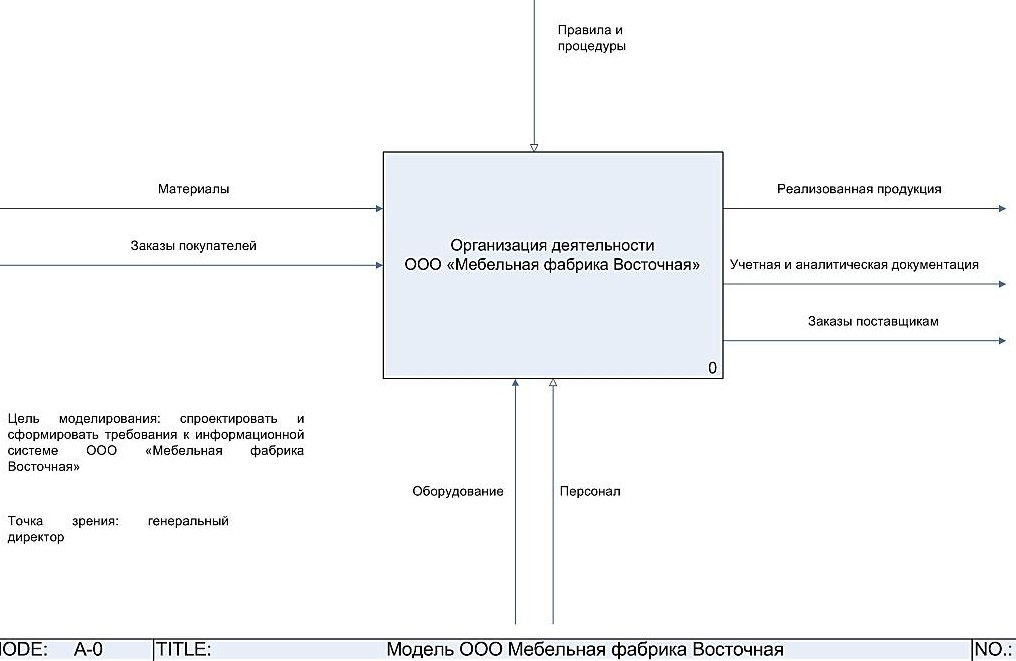 Правила и
процедуры
Материалы
Реализованная продукция
Заказы покупателей
Организация деятельности
ООО «Мебельная фабрика Восточная»
Учетная и аналитическая документация
Заказы поставщикам
0
Цель моделирования: спроектировать и
сформировать требования к информационной
системе ООО «Мебельная фабрика
Восточная»
Оборудование
Персонал
Точка зрения: генеральный
директор
ODE: A-0 TITLE: Модель ООО Мебельная фабрика Восточная NO.: